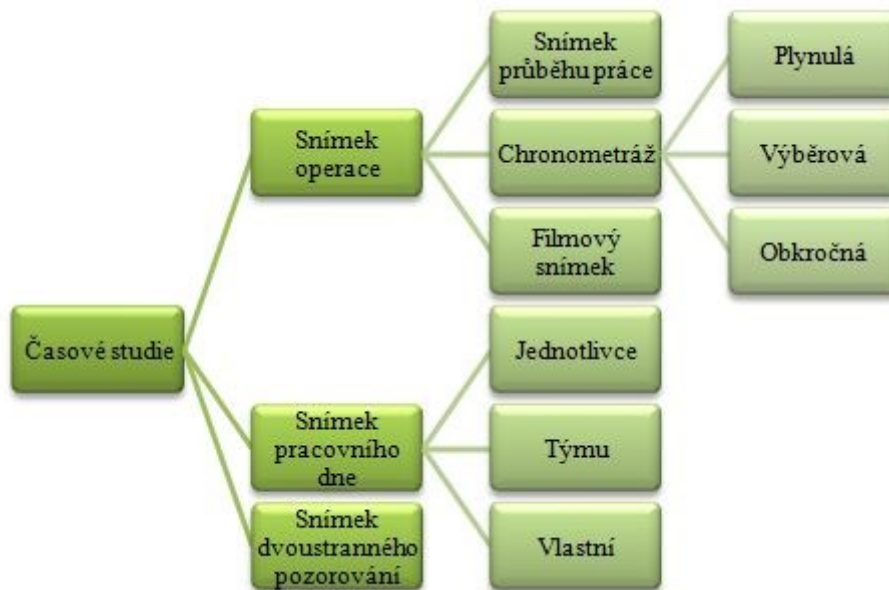 Časové studie
Snímek
operace
Snímek
průběhu práce
Chronometráž
Plynulá
Výběrová
Obkročná
Filmový
snímek
Snímek
pracovního
dne
Jednotlivce
Týmu
Vlastní
Snímek
dvoustranného
pozorování